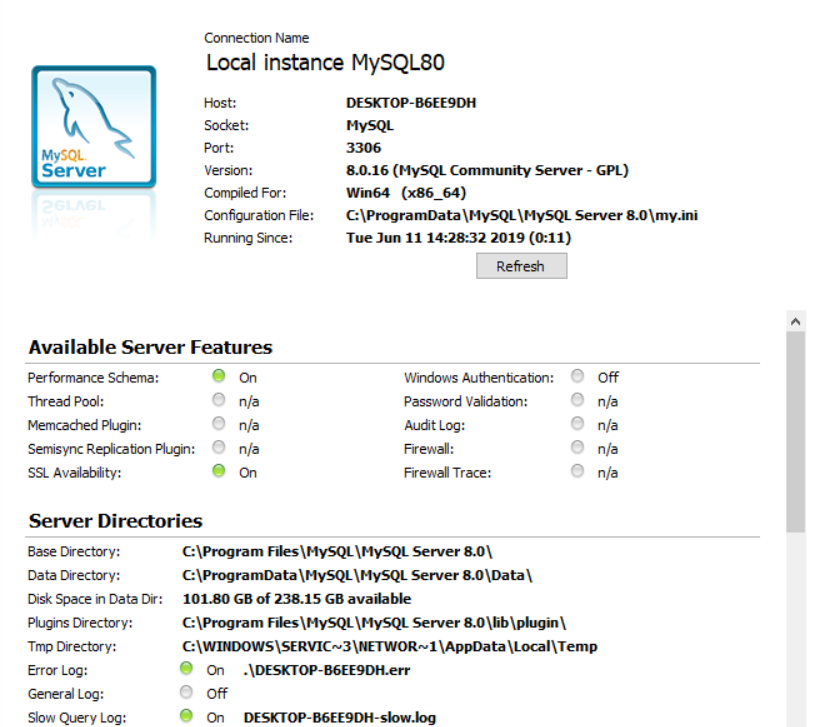 Connection Name
Local instance MySQL80
MySQL
Server
Host: DESKTOP-B6EE9DH
Socket: MySQL
Port: 3306
Version: 8.0.16 (MySQL Community Server - GPL)
Compiled For: Win64 (x86_64)
Configuration File: C:\ProgramData\MySQL\MySQL Server 8.0\my.ini
Running Since: Tue Jun 11 14:28:32 2019 (0:11)
Refresh
Available Server Features
Performance Schema: On Windows Authentication: Off
Thread Pool: n/a Password Validation: n/a
Memcached Plugin: n/a Audit Log: n/a
Semisync Replication Plugin: n/a Firewall: n/a
SSL Availability: On Firewall Trace: n/a
Server Directories
Base Directory: C:\Program Files\MySQL\MySQL Server 8.0\
Data Directory: C:\ProgramData\MySQL\MySQL Server 8.0\Data\
Disk Space in Data Dir: 101.80 GB of 238.15 GB available
Plugins Directory: C:\Program Files\MySQL\MySQL Server 8.0\lib\plugin\
Tmp Directory: C:\WINDOWS\SERVIC~3\NETWOR~1\AppData\Local\Temp
Error Log: On .\DESKTOP-B6EE9DH.err
General Log: Off
Slow Query Log: On DESKTOP-B6EE9DH-slow.log